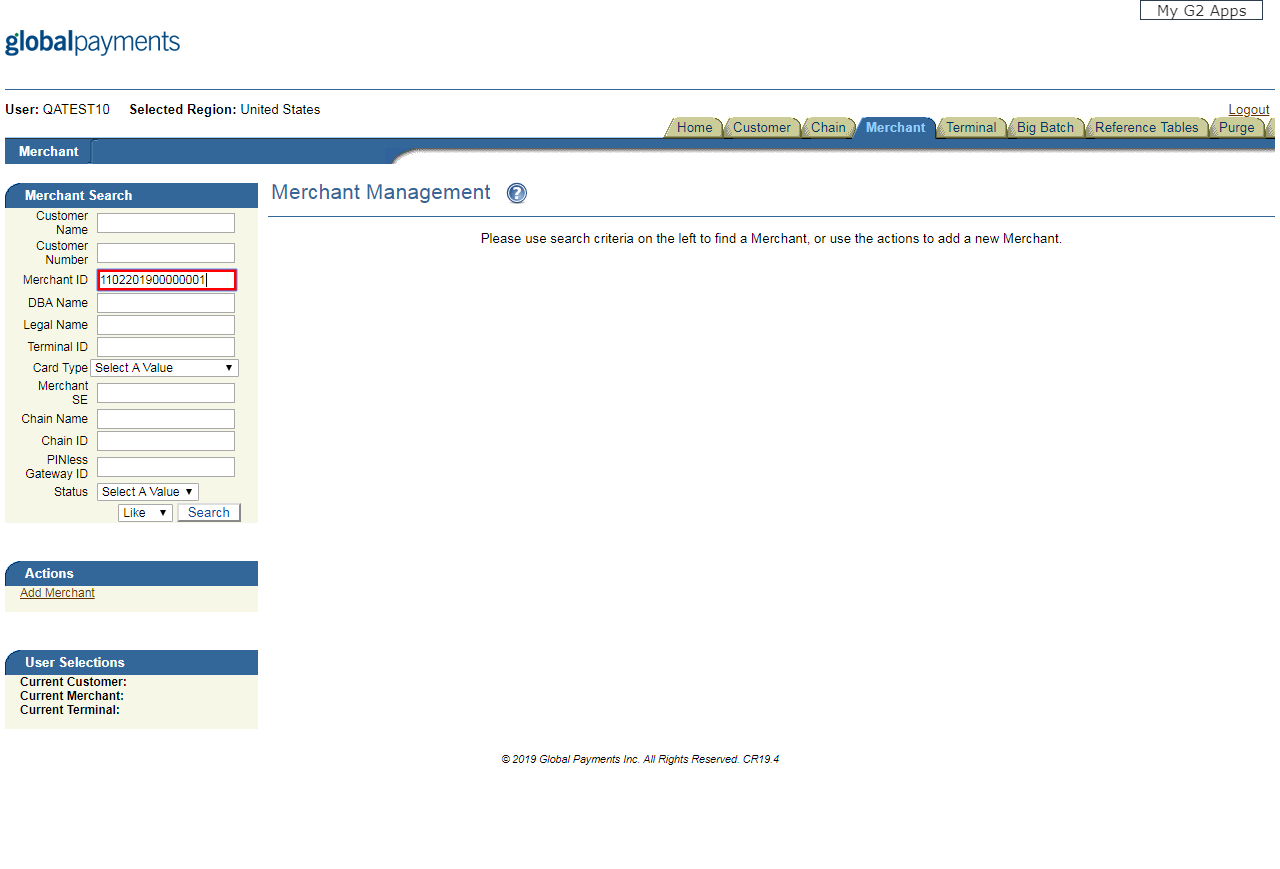 My G2 Apps
globalpayments
User: QATEST10 Selected Region: United States
Logout
Home Customer Chain Merchant Terminal Big Batch Reference Tables Purge
Merchant
Merchant Search
Customer Name
Customer Number
Merchant ID 1102201900000001
DBA Name
Legal Name
Terminal ID
Card Type Select A Value
Merchant SE
Chain Name
Chain ID
PINless Gateway ID
Status Select A Value
Like Search
Merchant Management ?
Please use search criteria on the left to find a Merchant, or use the actions to add a new Merchant.
Actions
Add Merchant
User Selections
Current Customer:
Current Merchant:
Current Terminal:
© 2019 Global Payments Inc. All Rights Reserved. CR19.4